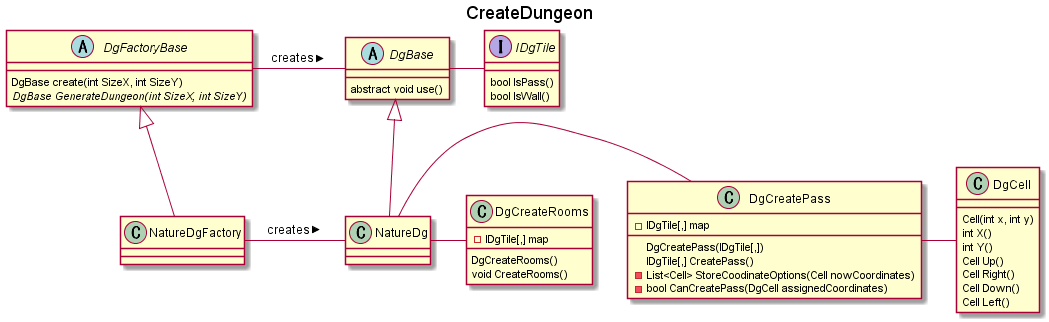 CreateDungeon
A DgFactoryBase
DgBase create(int SizeX, int SizeY)
DgBase GenerateDungeon(int SizeX, int SizeY)
creates
A DgBase
abstract void use()
I IDgTile
bool IsPass()
bool IsWall()
C NatureDgFactory
creates
C NatureDg
C DgCreateRooms
IDgTile[,] map
DgCreateRooms()
void CreateRooms()
C DgCreatePass
IDgTile[,] map
DgCreatePass(IDgTile[,])
IDgTile[,] CreatePass()
List<Cell> StoreCoodinateOptions(Cell nowCoordinates)
bool CanCreatePass(DgCell assignedCoordinates)
C DgCell
Cell(int x, int y)
int X()
int Y()
Cell Up()
Cell Right()
Cell Down()
Cell Left()